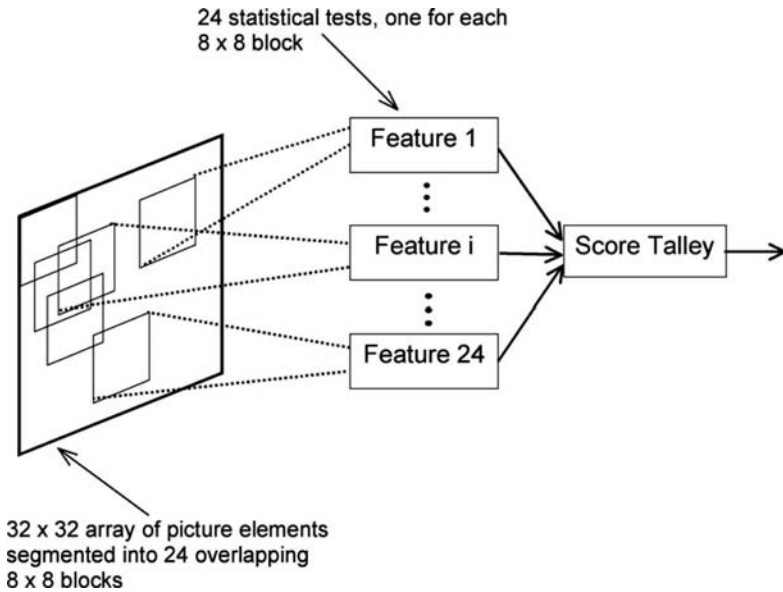 24 statistical tests, one for each
8 x 8 block
Feature 1
Feature i
Score Talley
Feature 24
32 x 32 array of picture elements
segmented into 24 overlapping
8 x 8 blocks